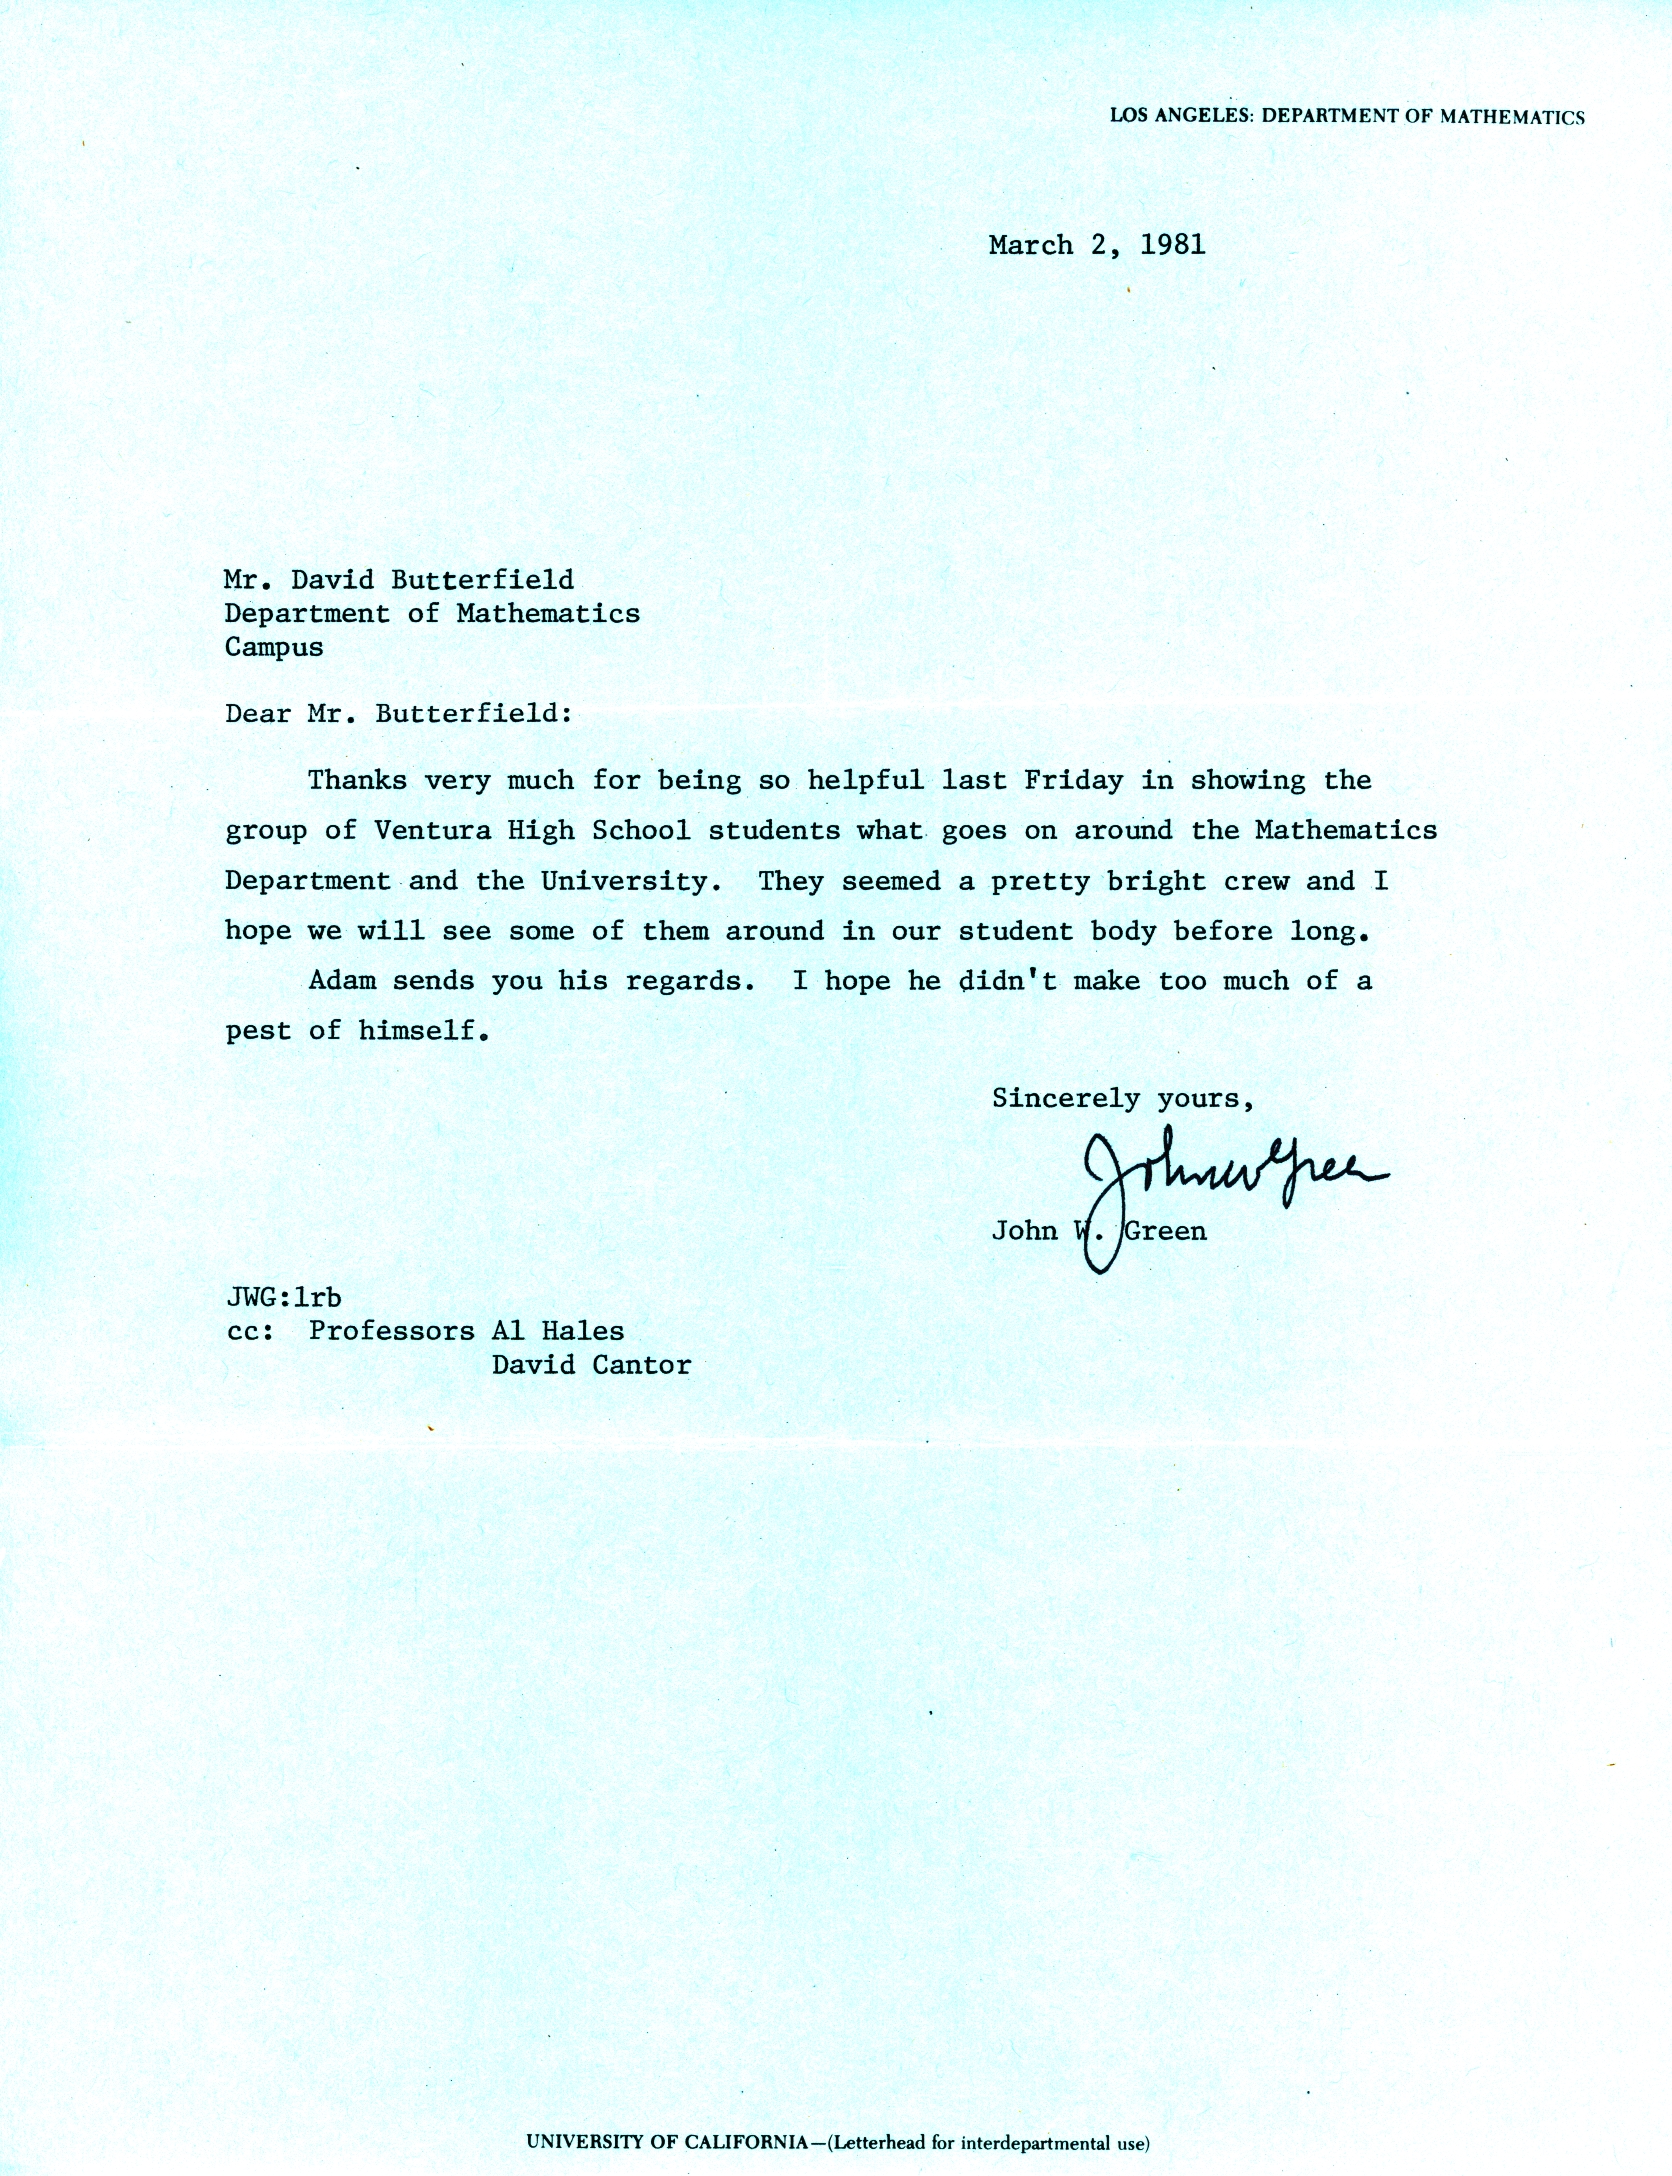 LOS ANGELES: DEPARTMENT OF MATHEMATICS
March 2, 1981
Mr. David Butterfield
Department of Mathematics
Campus
Dear Mr. Butterfield:
Thanks very much for being so helpful last Friday in showing the
group of Ventura High School students what goes on around the Mathematics
Department and the University. They seemed a pretty bright crew and I
hope we will see some of them around in our student body before long.
Adam sends you his regards. I hope he didn't make too much of a
pest of himself.
Sincerely yours,
John W Green
John W. Green
JWG:lrb
cc: Professors Al Hales
David Cantor
UNIVERSITY OF CALIFORNIA—(Letterhead for interdepartmental use)